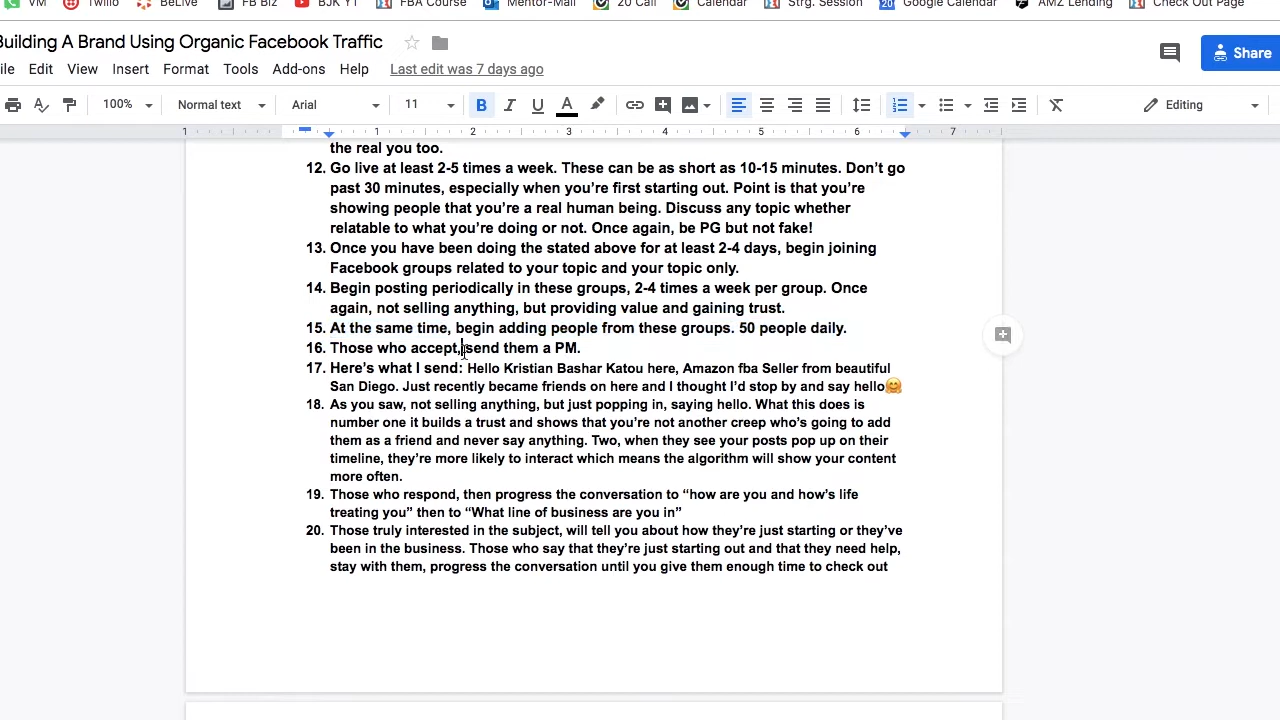 VM Twilio BeLive FB Biz BJK YT FBA Course Mentor-Mail 20 Call Calendar Strg. Session Google Calendar AMZ Lending Check Out Page
Building A Brand Using Organic Facebook Traffic
ile Edit View Insert Format Tools Add-ons Help Last edit was 7 days ago
Share
100% Normal text Arial 11 B I U A Editing
1 1 2 3 4 5 6 7
the real you too.
12. Go live at least 2-5 times a week. These can be as short as 10-15 minutes. Don’t go
past 30 minutes, especially when you’re first starting out. Point is that you’re
showing people that you’re a real human being. Discuss any topic whether
relatable to what you’re doing or not. Once again, be PG but not fake!
13. Once you have been doing the stated above for at least 2-4 days, begin joining
Facebook groups related to your topic and your topic only.
14. Begin posting periodically in these groups, 2-4 times a week per group. Once
again, not selling anything, but providing value and gaining trust.
15. At the same time, begin adding people from these groups. 50 people daily.
16. Those who accept, send them a PM.
17. Here’s what I send: Hello Kristian Bashar Katou here, Amazon fba Seller from beautiful
San Diego. Just recently became friends on here and I thought I’d stop by and say hello🤗
18. As you saw, not selling anything, but just popping in, saying hello. What this does is
number one it builds a trust and shows that you’re not another creep who’s going to add
them as a friend and never say anything. Two, when they see your posts pop up on their
timeline, they’re more likely to interact which means the algorithm will show your content
more often.
19. Those who respond, then progress the conversation to “how are you and how’s life
treating you” then to “What line of business are you in”
20. Those truly interested in the subject, will tell you about how they’re just starting or they’ve
been in the business. Those who say that they’re just starting out and that they need help,
stay with them, progress the conversation until you give them enough time to check out